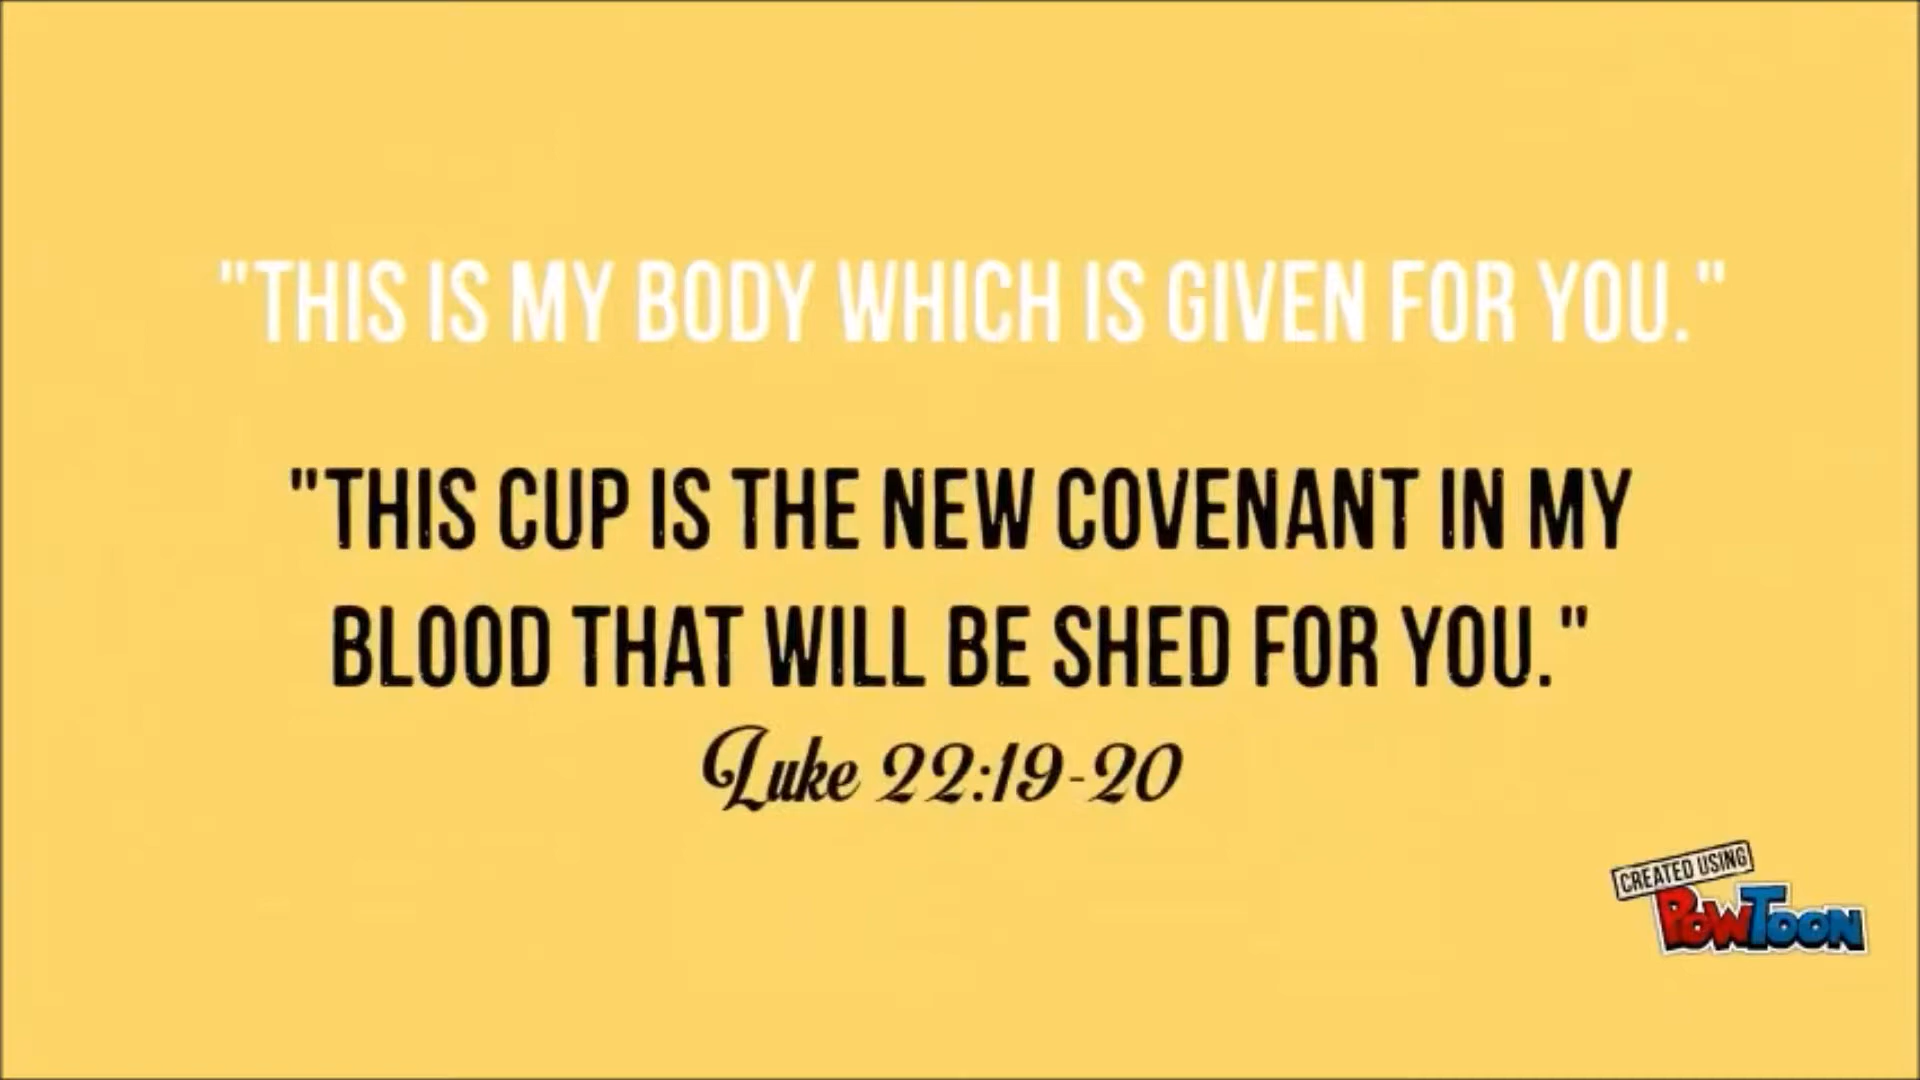 "THIS IS MY BODY WHICH IS GIVEN FOR YOU."
"THIS CUP IS THE NEW COVENANT IN MY
BLOOD THAT WILL BE SHED FOR YOU."
Luke 22:19-20
CREATED USING
POWTOON